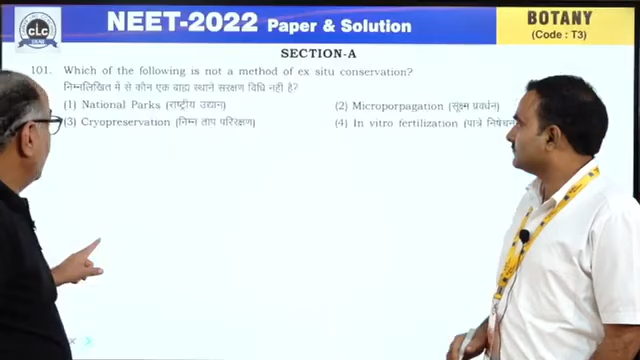 CLC
NEET-2022 Paper & Solution
BOTANY
(Code : T3)
SECTION-A
101. Which of the following is not a method of ex situ conservation?
निम्नलिखित में से कौन एक बाह्य स्थाने संरक्षण विधि नहीं है?
(1) National Parks (राष्ट्रीय उद्यान) (2) Microporpagation (सूक्ष्म प्रवर्धन)
(3) Cryopreservation (निम्न ताप परिरक्षण) (4) In vitro fertilization (पात्रे निषेचन